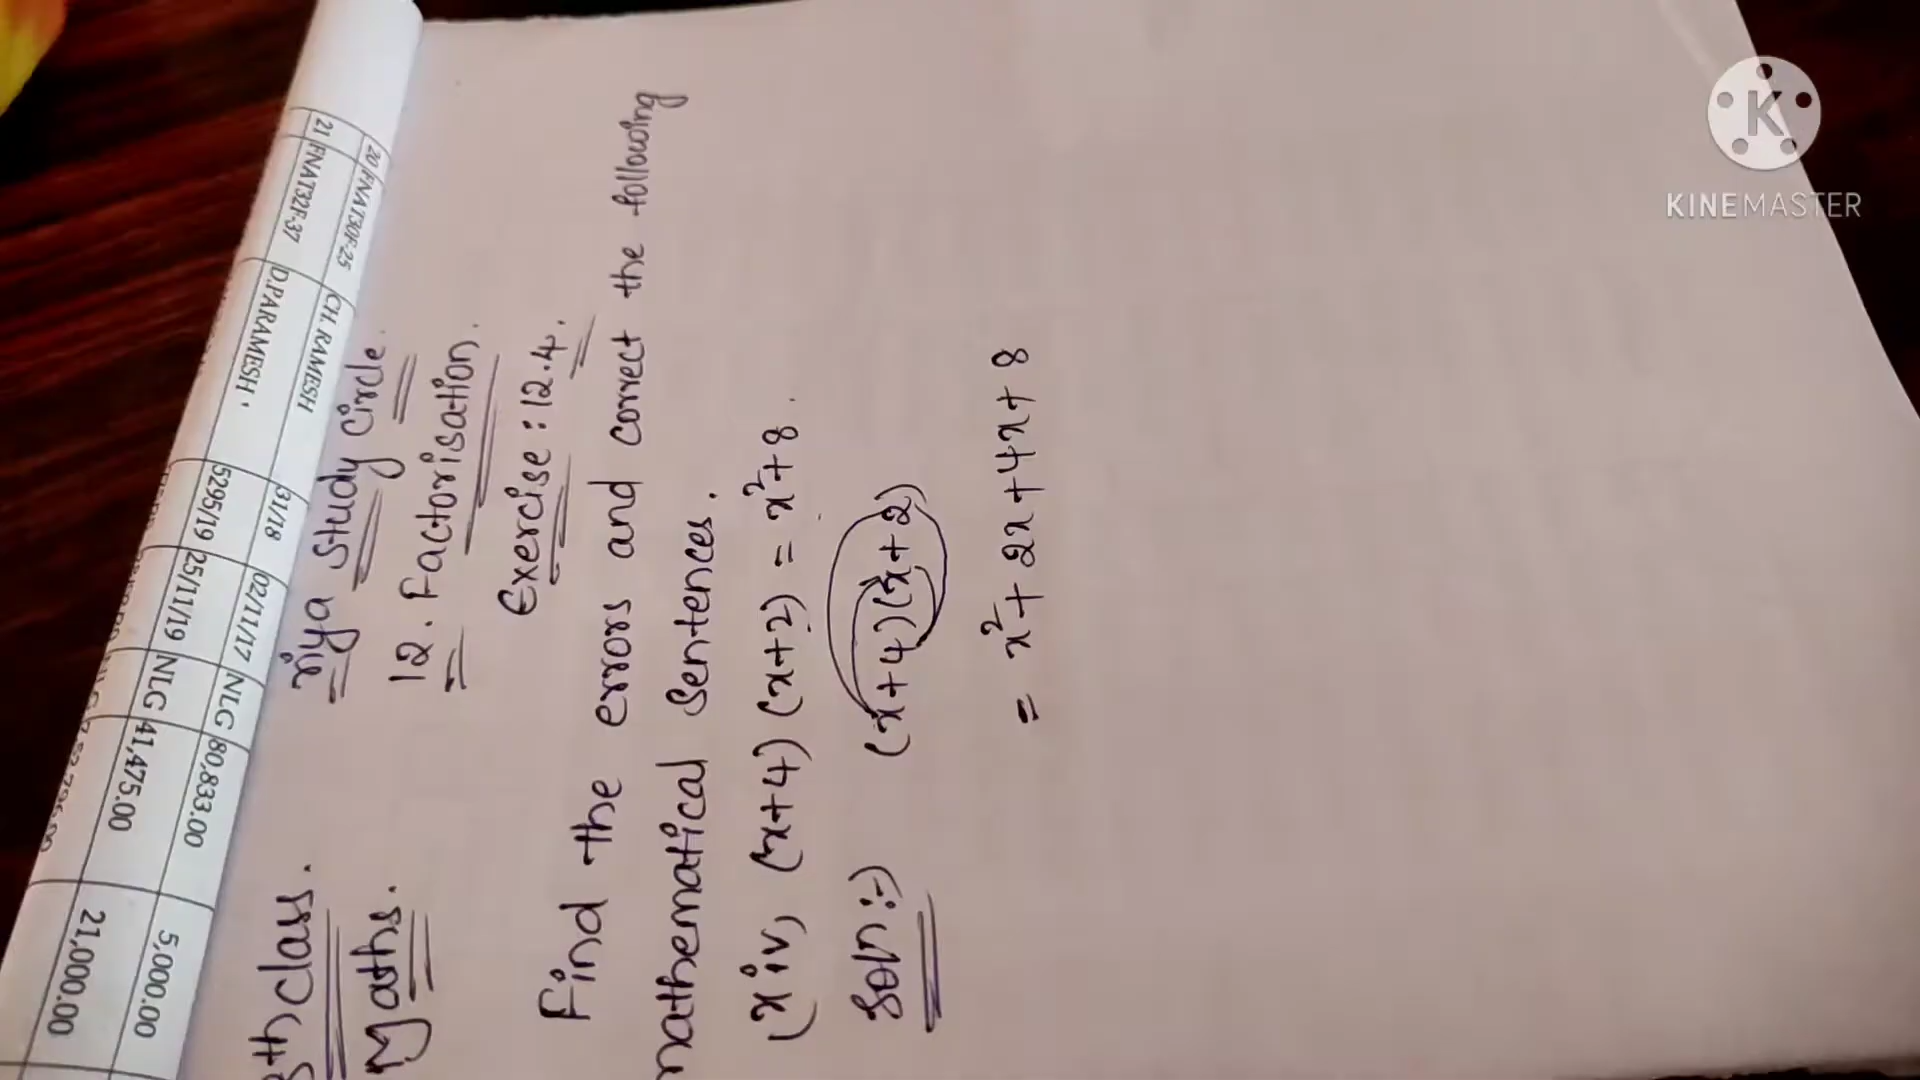 8th class.
riya study circle.
Maths.
12. Factorisation.
Exercise : 12.4.
Find the errors and correct the following
mathematical sentences.
(xiv) (x+4) (x+2) = x²+8.
Soln:-) (x+4)(x+2)
= x²+2x+4x+8
20 FNAT30F-25 CH. RAMESH 31/18 02/11/17 NLG 80,833.00 5,000.00
21 FNAT32F-37 D.PARAMESH 5295/19 25/11/19 NLG 41,475.00 21,000.00
K
KINEMASTER